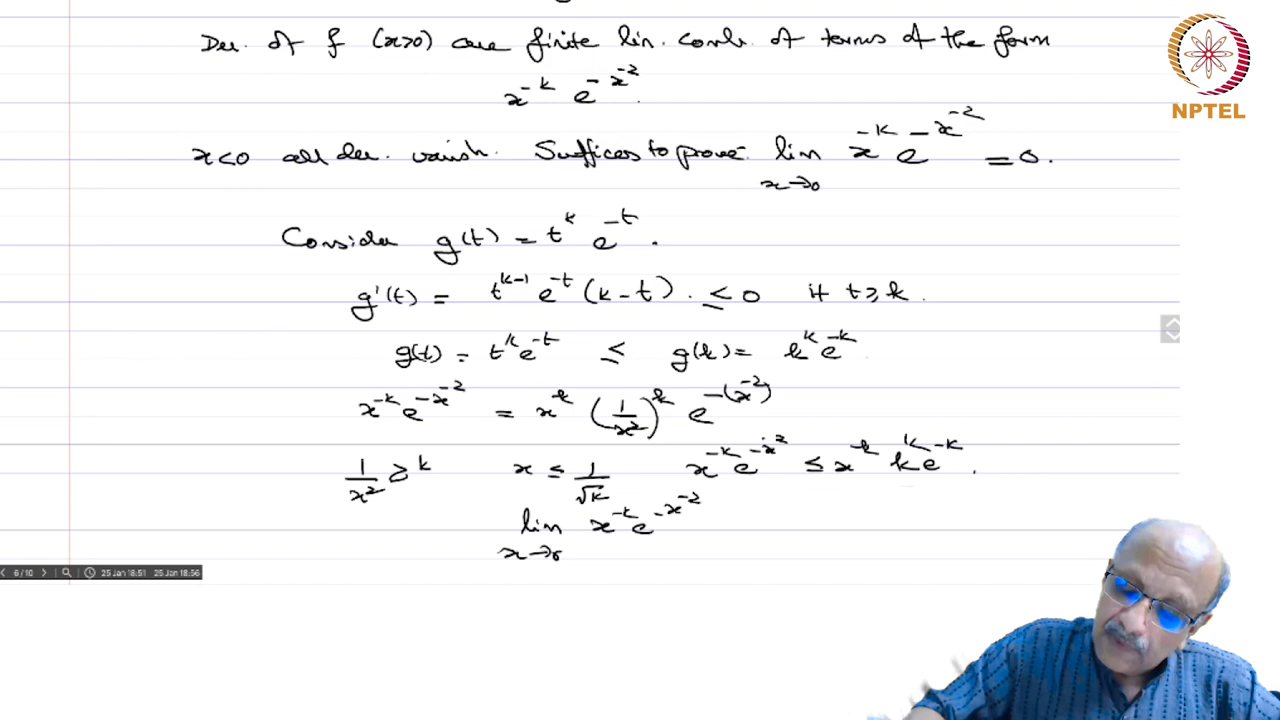 NPTEL
Der. of f (x>0) are finite lin. comb. of terms of the form
x^{-k} e^{-x^{-2}}.
x<0 all der. vanish. Suffices to prove lim_{x→0} x^{-k} e^{-x^{-2}} = 0.
Consider g(t) = t^k e^{-t}.
g'(t) = t^{k-1} e^{-t} (k-t). ≤ 0 if t ≥ k.
g(t) = t^k e^{-t} ≤ g(k) = k^k e^{-k}
x^{-k} e^{-x^{-2}} = x^k (1/x^2)^k e^{-(x^{-2})}
1/x^2 ≥ k x ≤ 1/√k x^{-k} e^{-x^{-2}} ≤ x^k k^k e^{-k}.
lim_{x→0} x^{-k} e^{-x^{-2}}
6/10 25 Jan 18:51 25 Jan 18:56